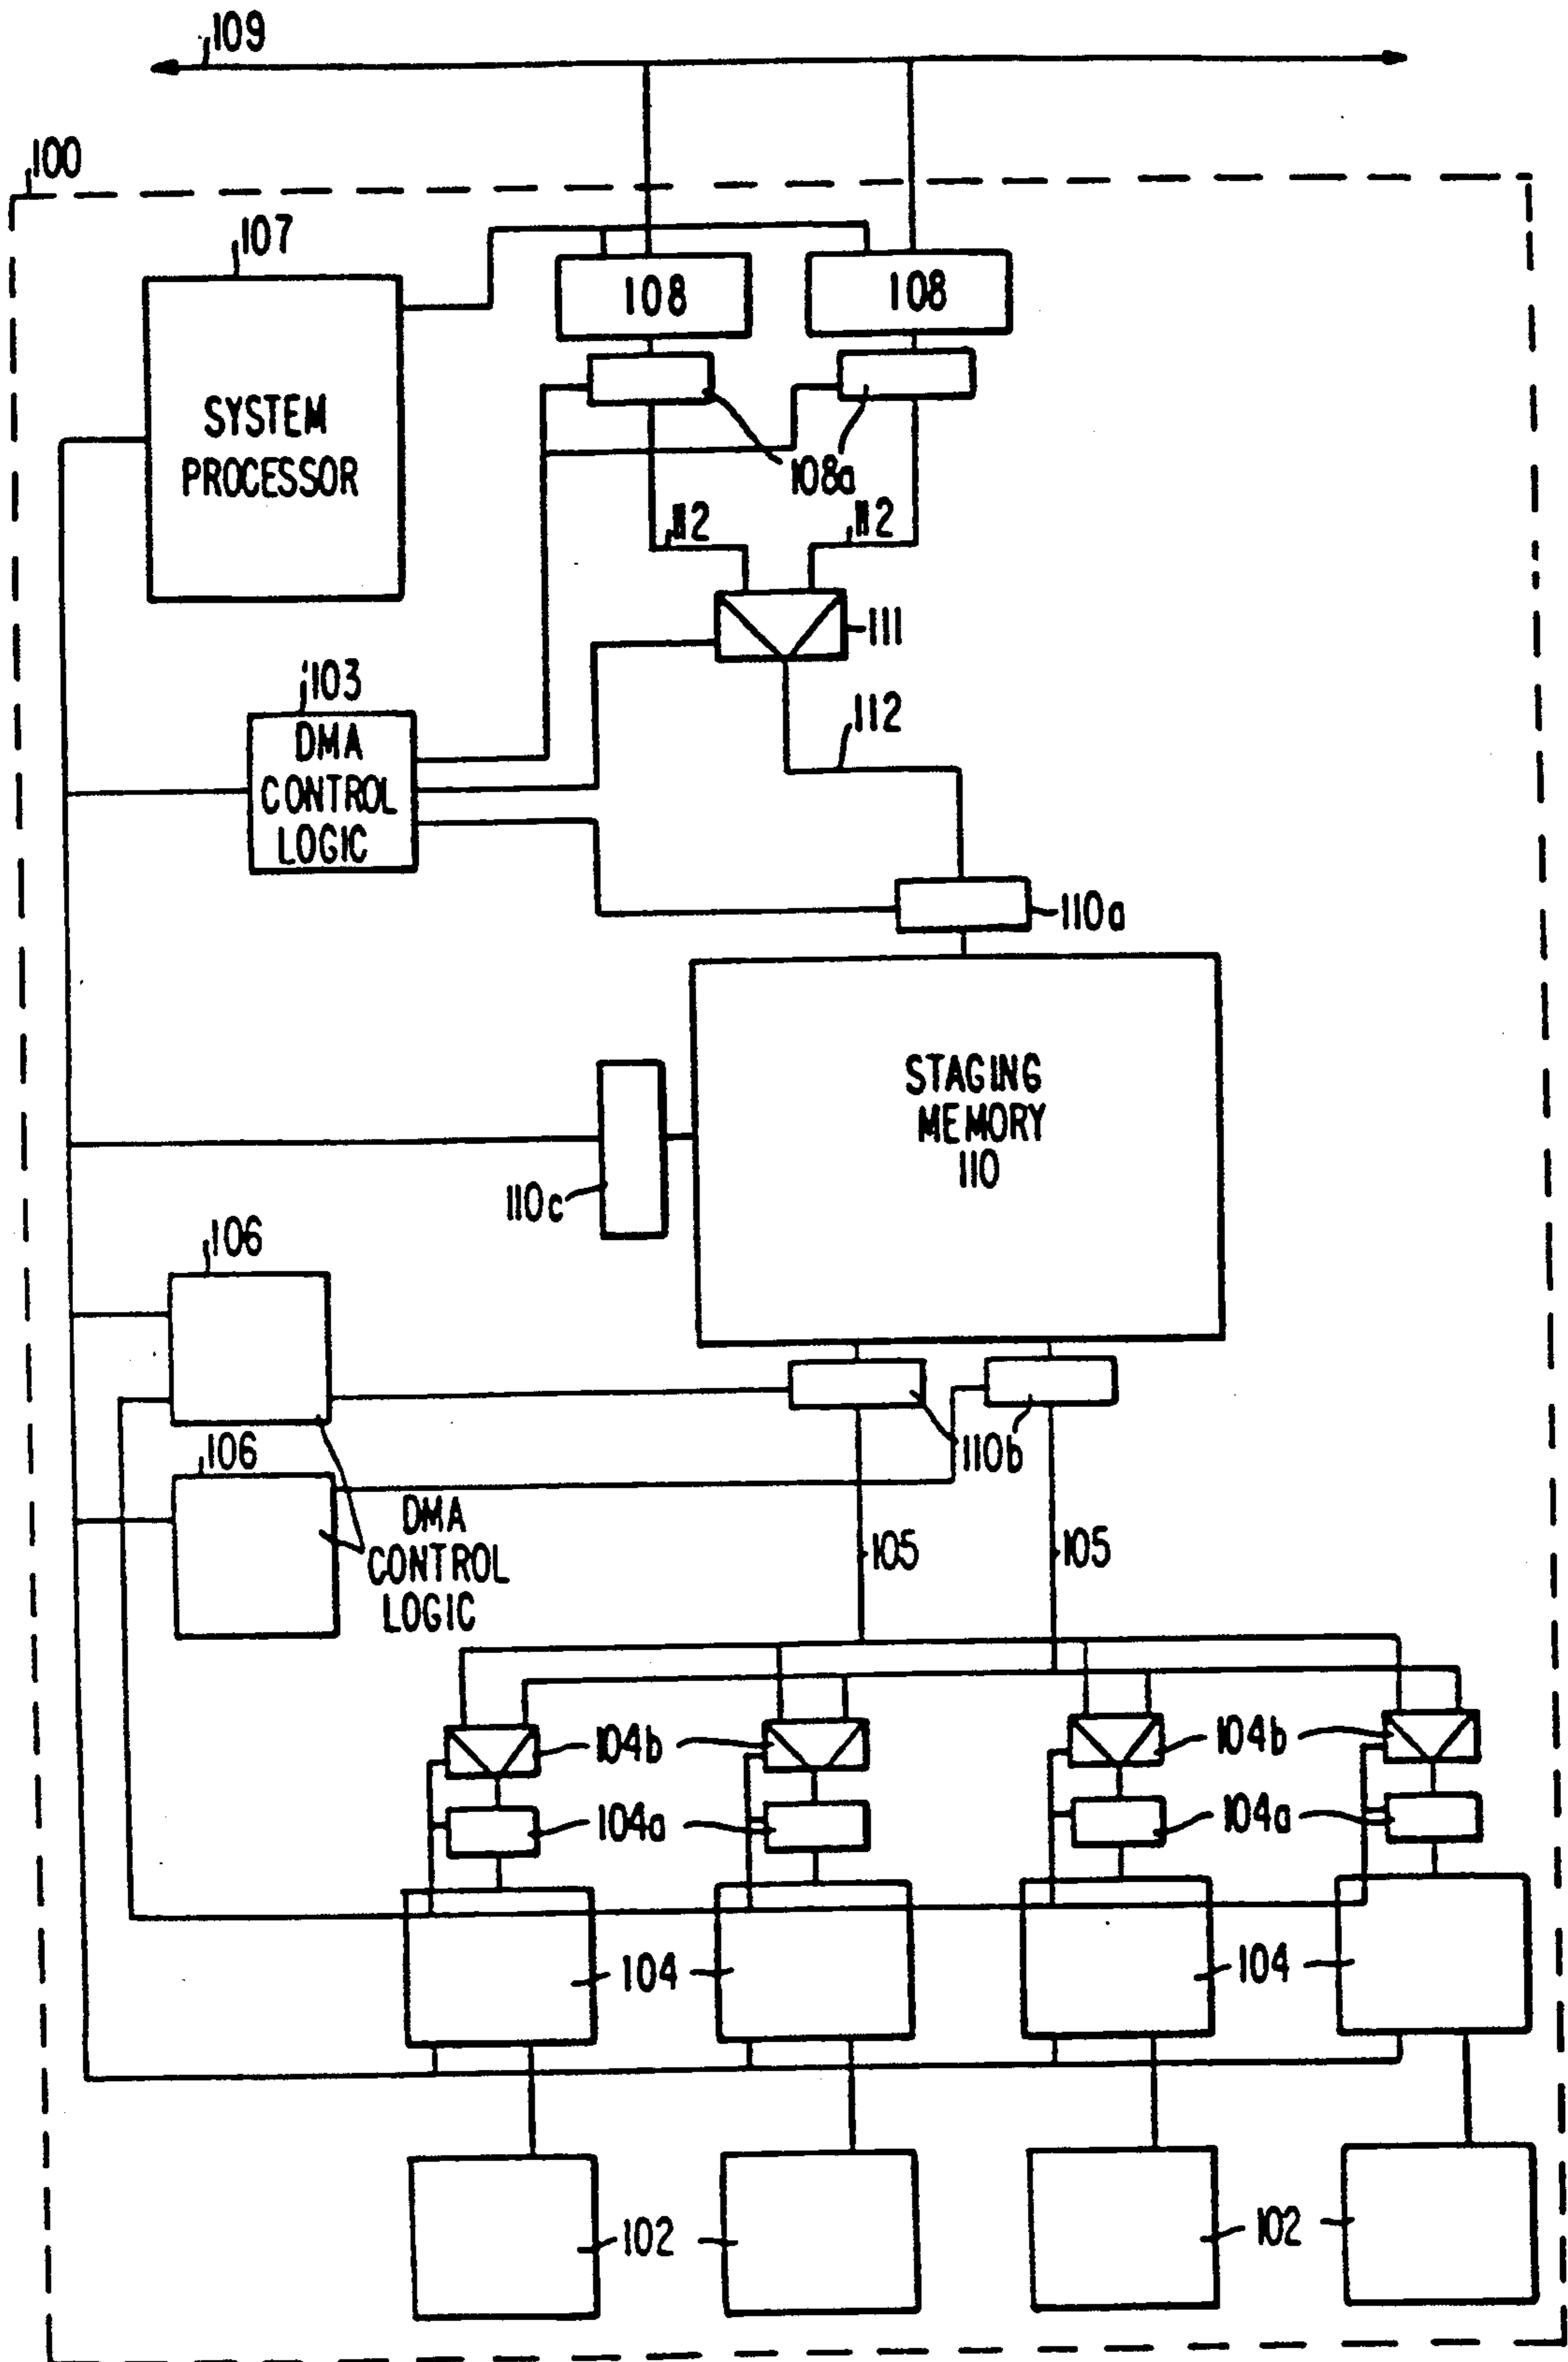 109
100
107
SYSTEM
PROCESSOR
108
108
108a
112
112
111
103
DMA
CONTROL
LOGIC
112
110a
STAGING
MEMORY
110
110c
106
106
110b
DMA
CONTROL
LOGIC
105
105
104b
104b
104a
104a
104
104
102
102